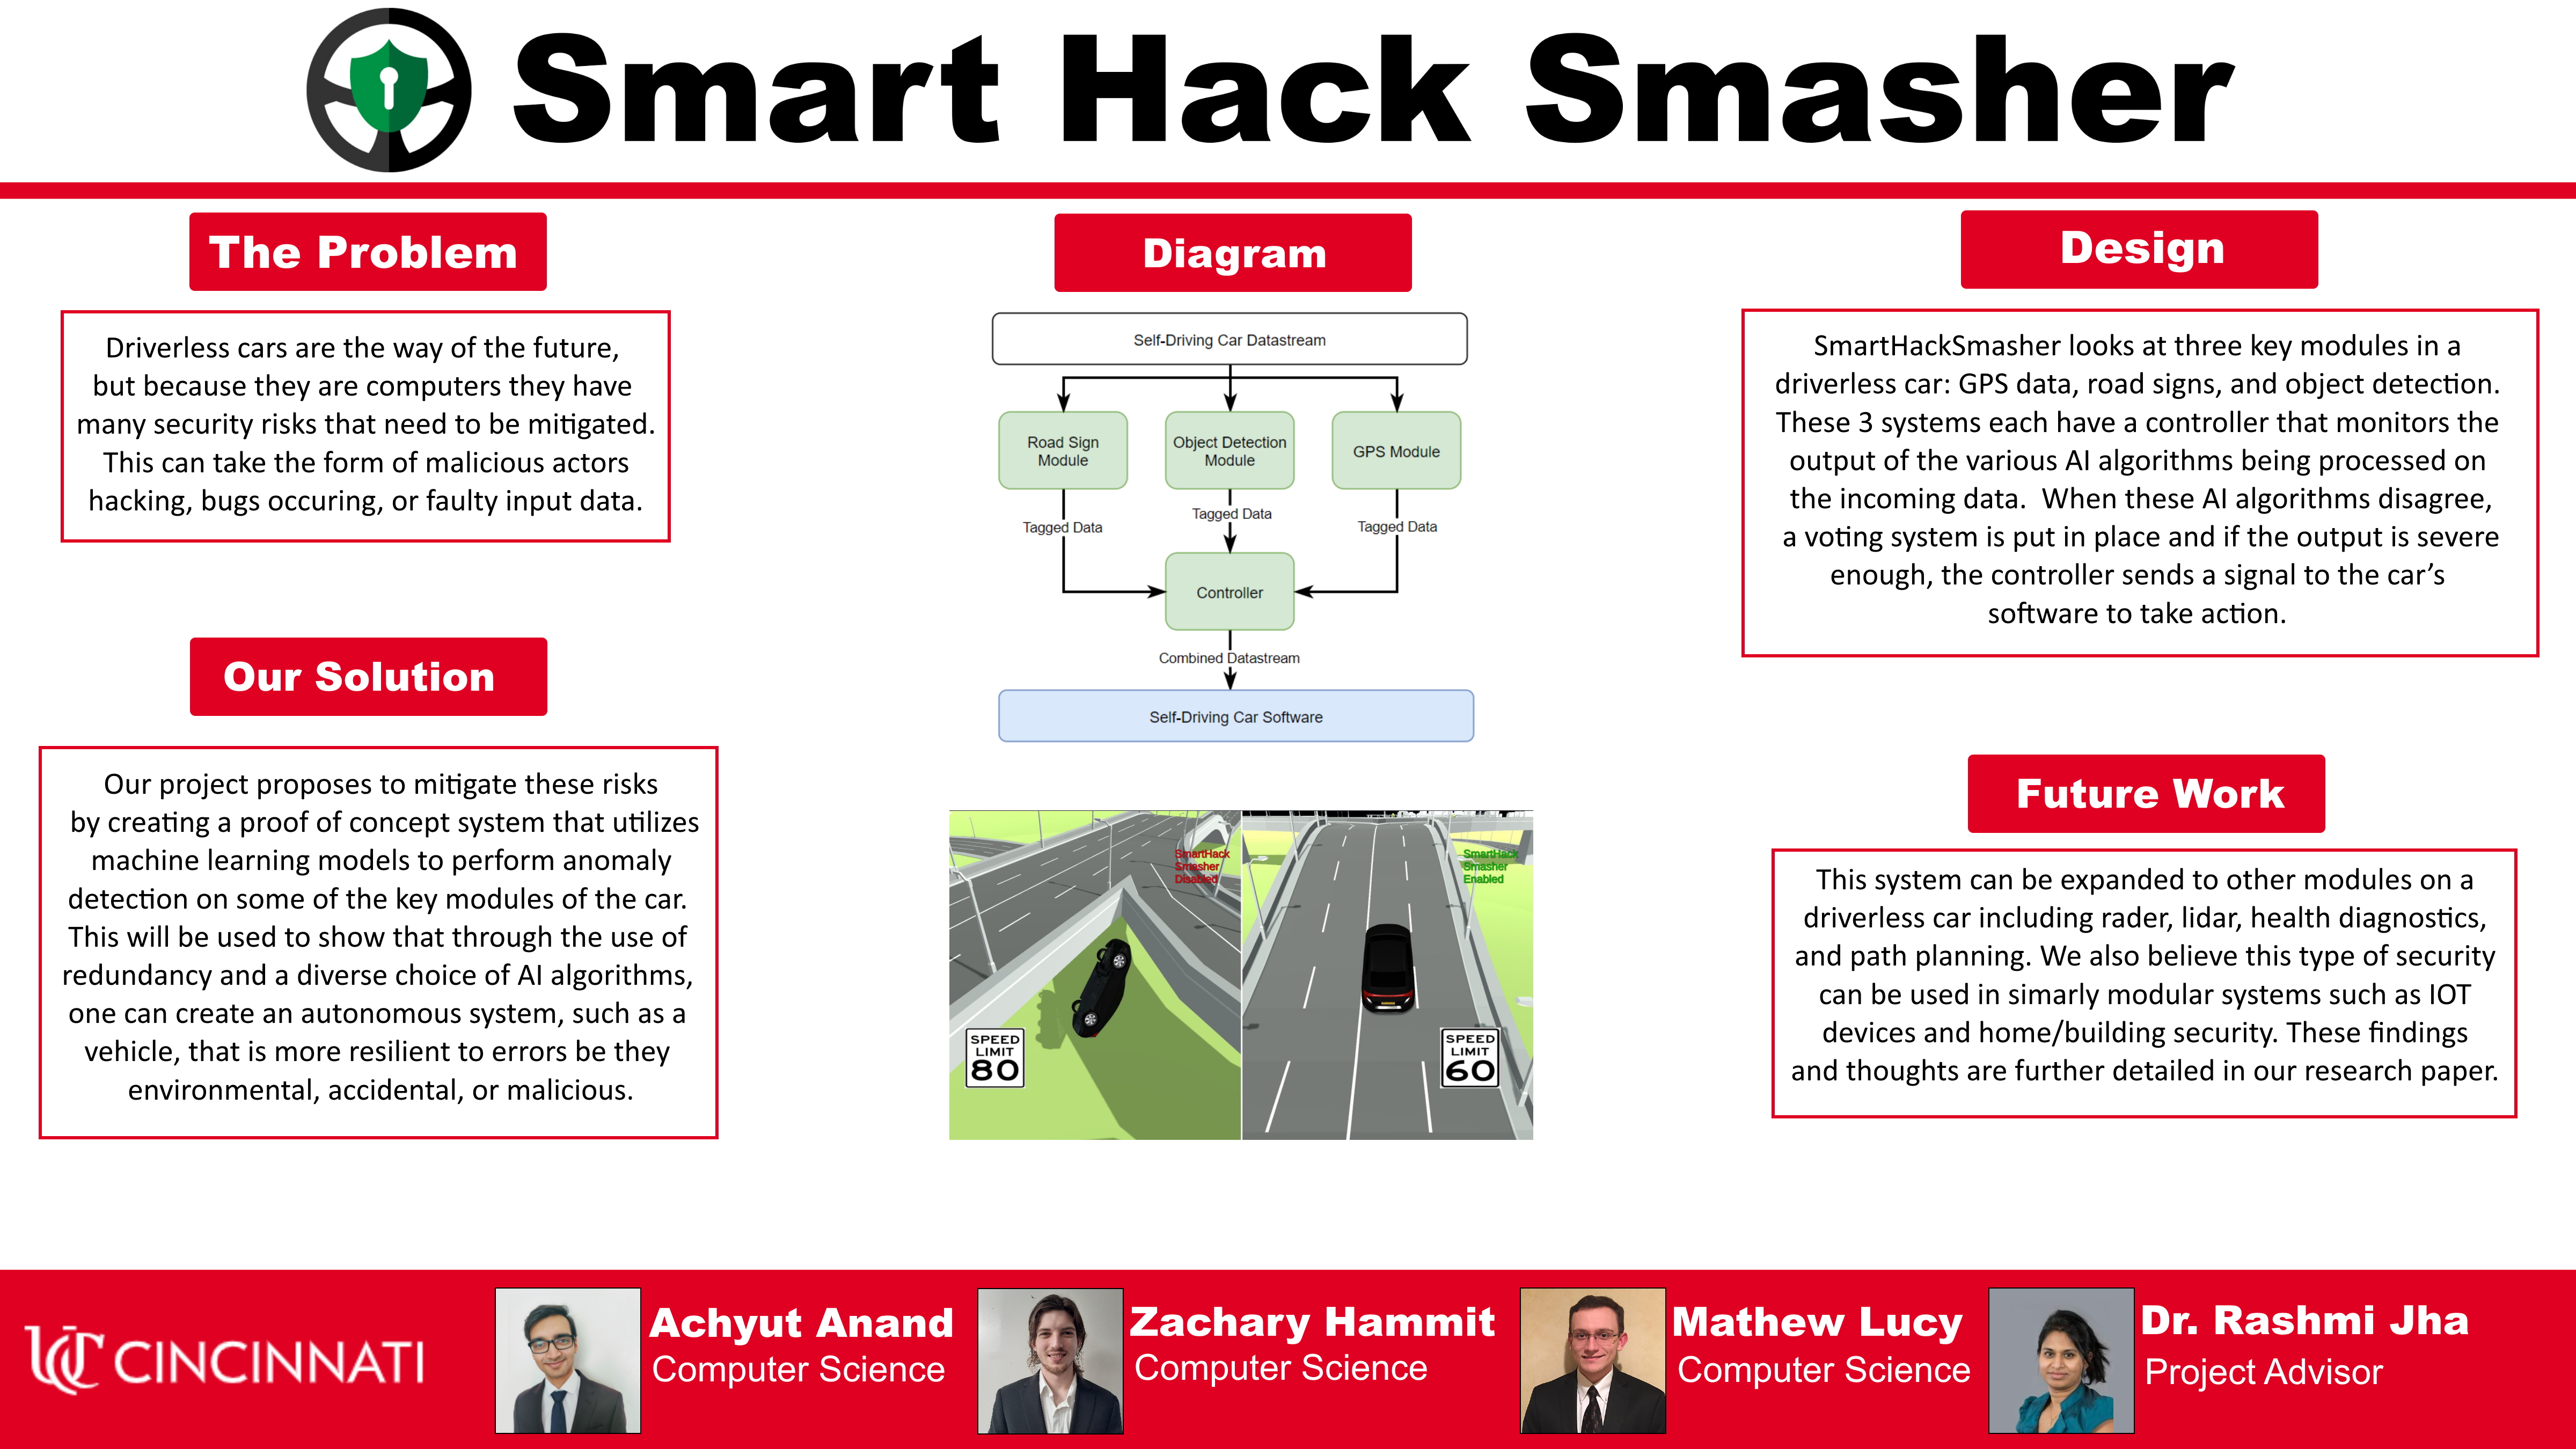 Smart Hack Smasher
The Problem
Driverless cars are the way of the future,
but because they are computers they have
many security risks that need to be mitigated.
This can take the form of malicious actors
hacking, bugs occuring, or faulty input data.
Our Solution
Our project proposes to mitigate these risks
by creating a proof of concept system that utilizes
machine learning models to perform anomaly
detection on some of the key modules of the car.
This will be used to show that through the use of
redundancy and a diverse choice of AI algorithms,
one can create an autonomous system, such as a
vehicle, that is more resilient to errors be they
environmental, accidental, or malicious.
Diagram
Self-Driving Car Datastream
Road Sign
Module
Object Detection
Module
GPS Module
Tagged Data
Tagged Data
Tagged Data
Controller
Combined Datastream
Self-Driving Car Software
SmartHack
Smasher
Disabled
SPEED
LIMIT
80
SmartHack
Smasher
Enabled
SPEED
LIMIT
60
Design
SmartHackSmasher looks at three key modules in a
driverless car: GPS data, road signs, and object detection.
These 3 systems each have a controller that monitors the
output of the various AI algorithms being processed on
the incoming data.  When these AI algorithms disagree,
a voting system is put in place and if the output is severe
enough, the controller sends a signal to the car’s
software to take action.
Future Work
This system can be expanded to other modules on a
driverless car including rader, lidar, health diagnostics,
and path planning. We also believe this type of security
can be used in simarly modular systems such as IOT
devices and home/building security. These findings
and thoughts are further detailed in our research paper.
UC CINCINNATI
Achyut Anand
Computer Science
Zachary Hammit
Computer Science
Mathew Lucy
Computer Science
Dr. Rashmi Jha
Project Advisor